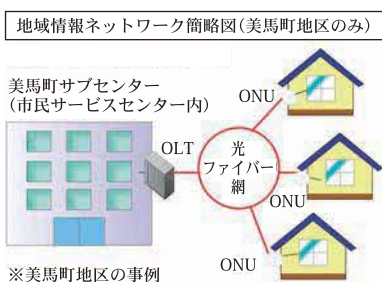 地域情報ネットワーク簡略図(美馬町地区のみ)
美馬町サブセンター
(市民サービスセンター内)
ONU
OLT
光
ファイバー
網
ONU
ONU
※美馬町地区の事例